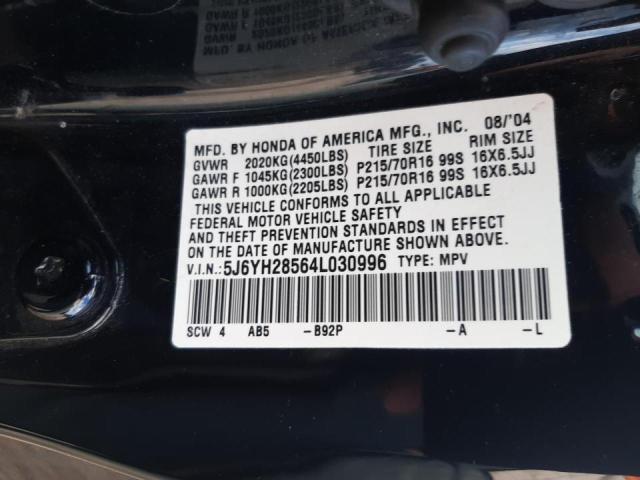 MFD. BY HONDA OF AMERICA MFG., INC. 08/'04
GVWR 2020KG(4450LBS) TIRE SIZE RIM SIZE
GAWR F 1045KG(2300LBS) P215/70R16 99S 16X6.5JJ
GAWR R 1000KG(2205LBS) P215/70R16 99S 16X6.5JJ
THIS VEHICLE CONFORMS TO ALL APPLICABLE
FEDERAL MOTOR VEHICLE SAFETY
AND THEFT PREVENTION STANDARDS IN EFFECT
ON THE DATE OF MANUFACTURE SHOWN ABOVE.
V.I.N.: 5J6YH28564L030996 TYPE: MPV
SCW 4 AB5 -B92P -A -L